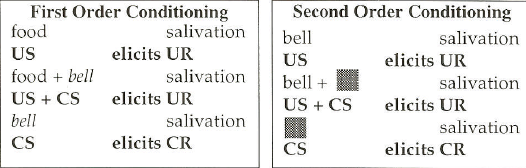 First Order Conditioning
food salivation
US elicits UR
food + bell salivation
US + CS elicits UR
bell salivation
CS elicits CR
Second Order Conditioning
bell salivation
US elicits UR
bell + salivation
US + CS elicits UR
salivation
CS elicits CR